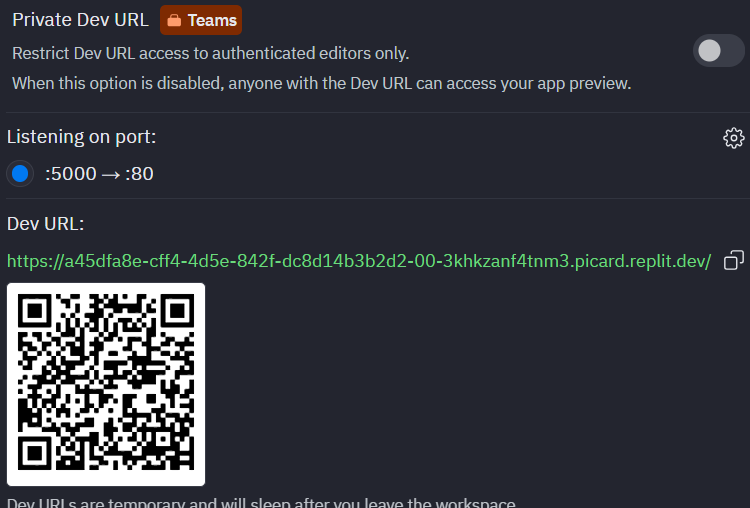 Private Dev URL Teams
Restrict Dev URL access to authenticated editors only.
When this option is disabled, anyone with the Dev URL can access your app preview.
Listening on port:
:5000 → :80
Dev URL:
https://a45dfa8e-cff4-4d5e-842f-dc8d14b3b2d2-00-3khkzanf4tnm3.picard.replit.dev/
Dev URLs are temporary and will sleep after you leave the workspace.